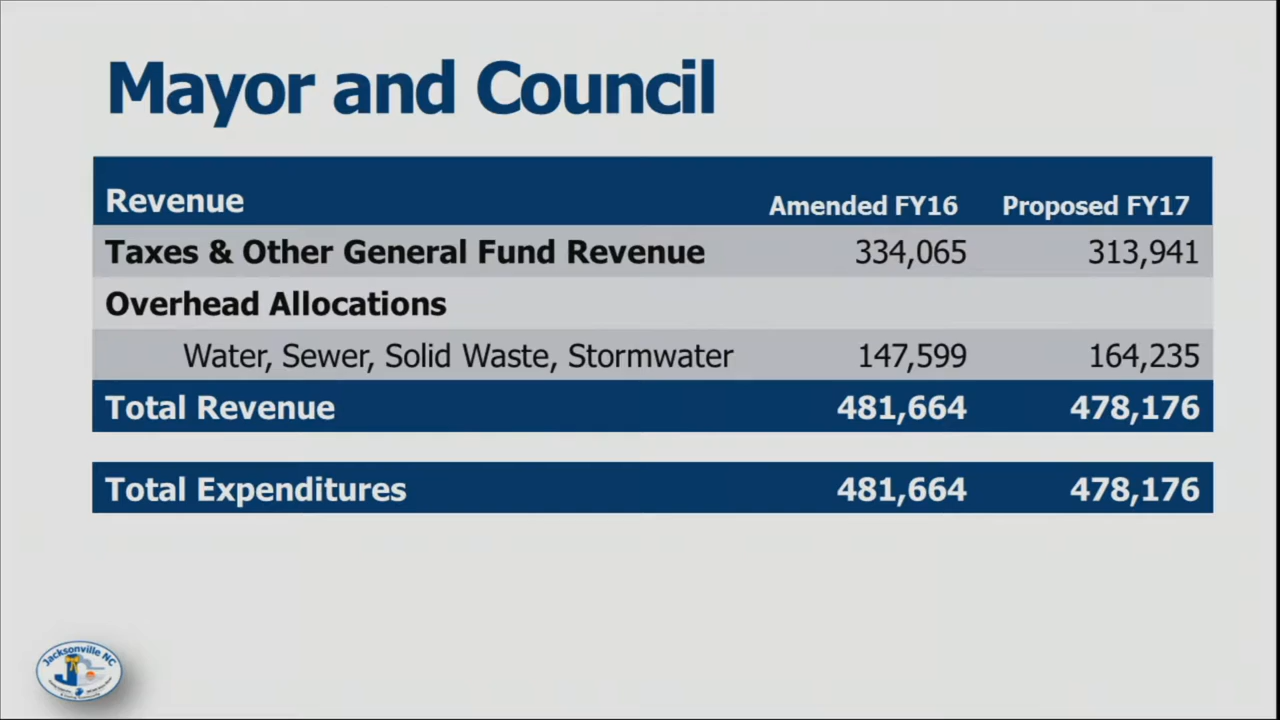 Mayor and Council
Revenue Amended FY16 Proposed FY17
Taxes & Other General Fund Revenue 334,065 313,941
Overhead Allocations
Water, Sewer, Solid Waste, Stormwater 147,599 164,235
Total Revenue 481,664 478,176
Total Expenditures 481,664 478,176
Jacksonville NC